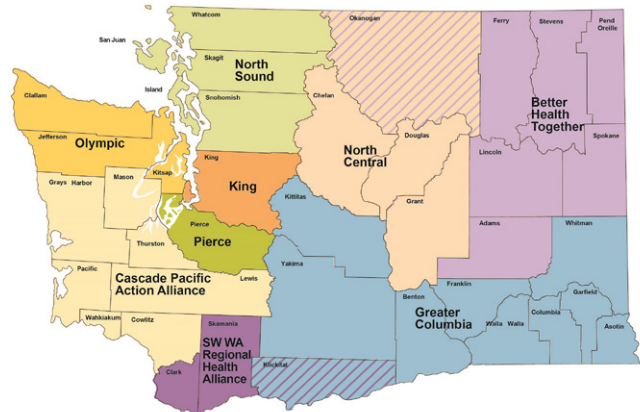 Whatcom
Okanogan
Ferry
Stevens
Pend
Oreille
San Juan
Skagit
North
Sound
Island
Snohomish
Clallam
Chelan
Better
Health
Together
Jefferson
Olympic
Douglas
Spokane
North
Central
Lincoln
Kitsap
King
King
Mason
Grays Harbor
Kittitas
Grant
Pierce
Pierce
Adams
Whitman
Thurston
Yakima
Pacific
Cascade Pacific
Action Alliance
Lewis
Franklin
Benton
Greater
Columbia
Garfield
Walla Walla
Columbia
Asotin
Wahkiakum
Cowlitz
Skamania
SW WA
Regional
Health
Alliance
Clark
Klickitat